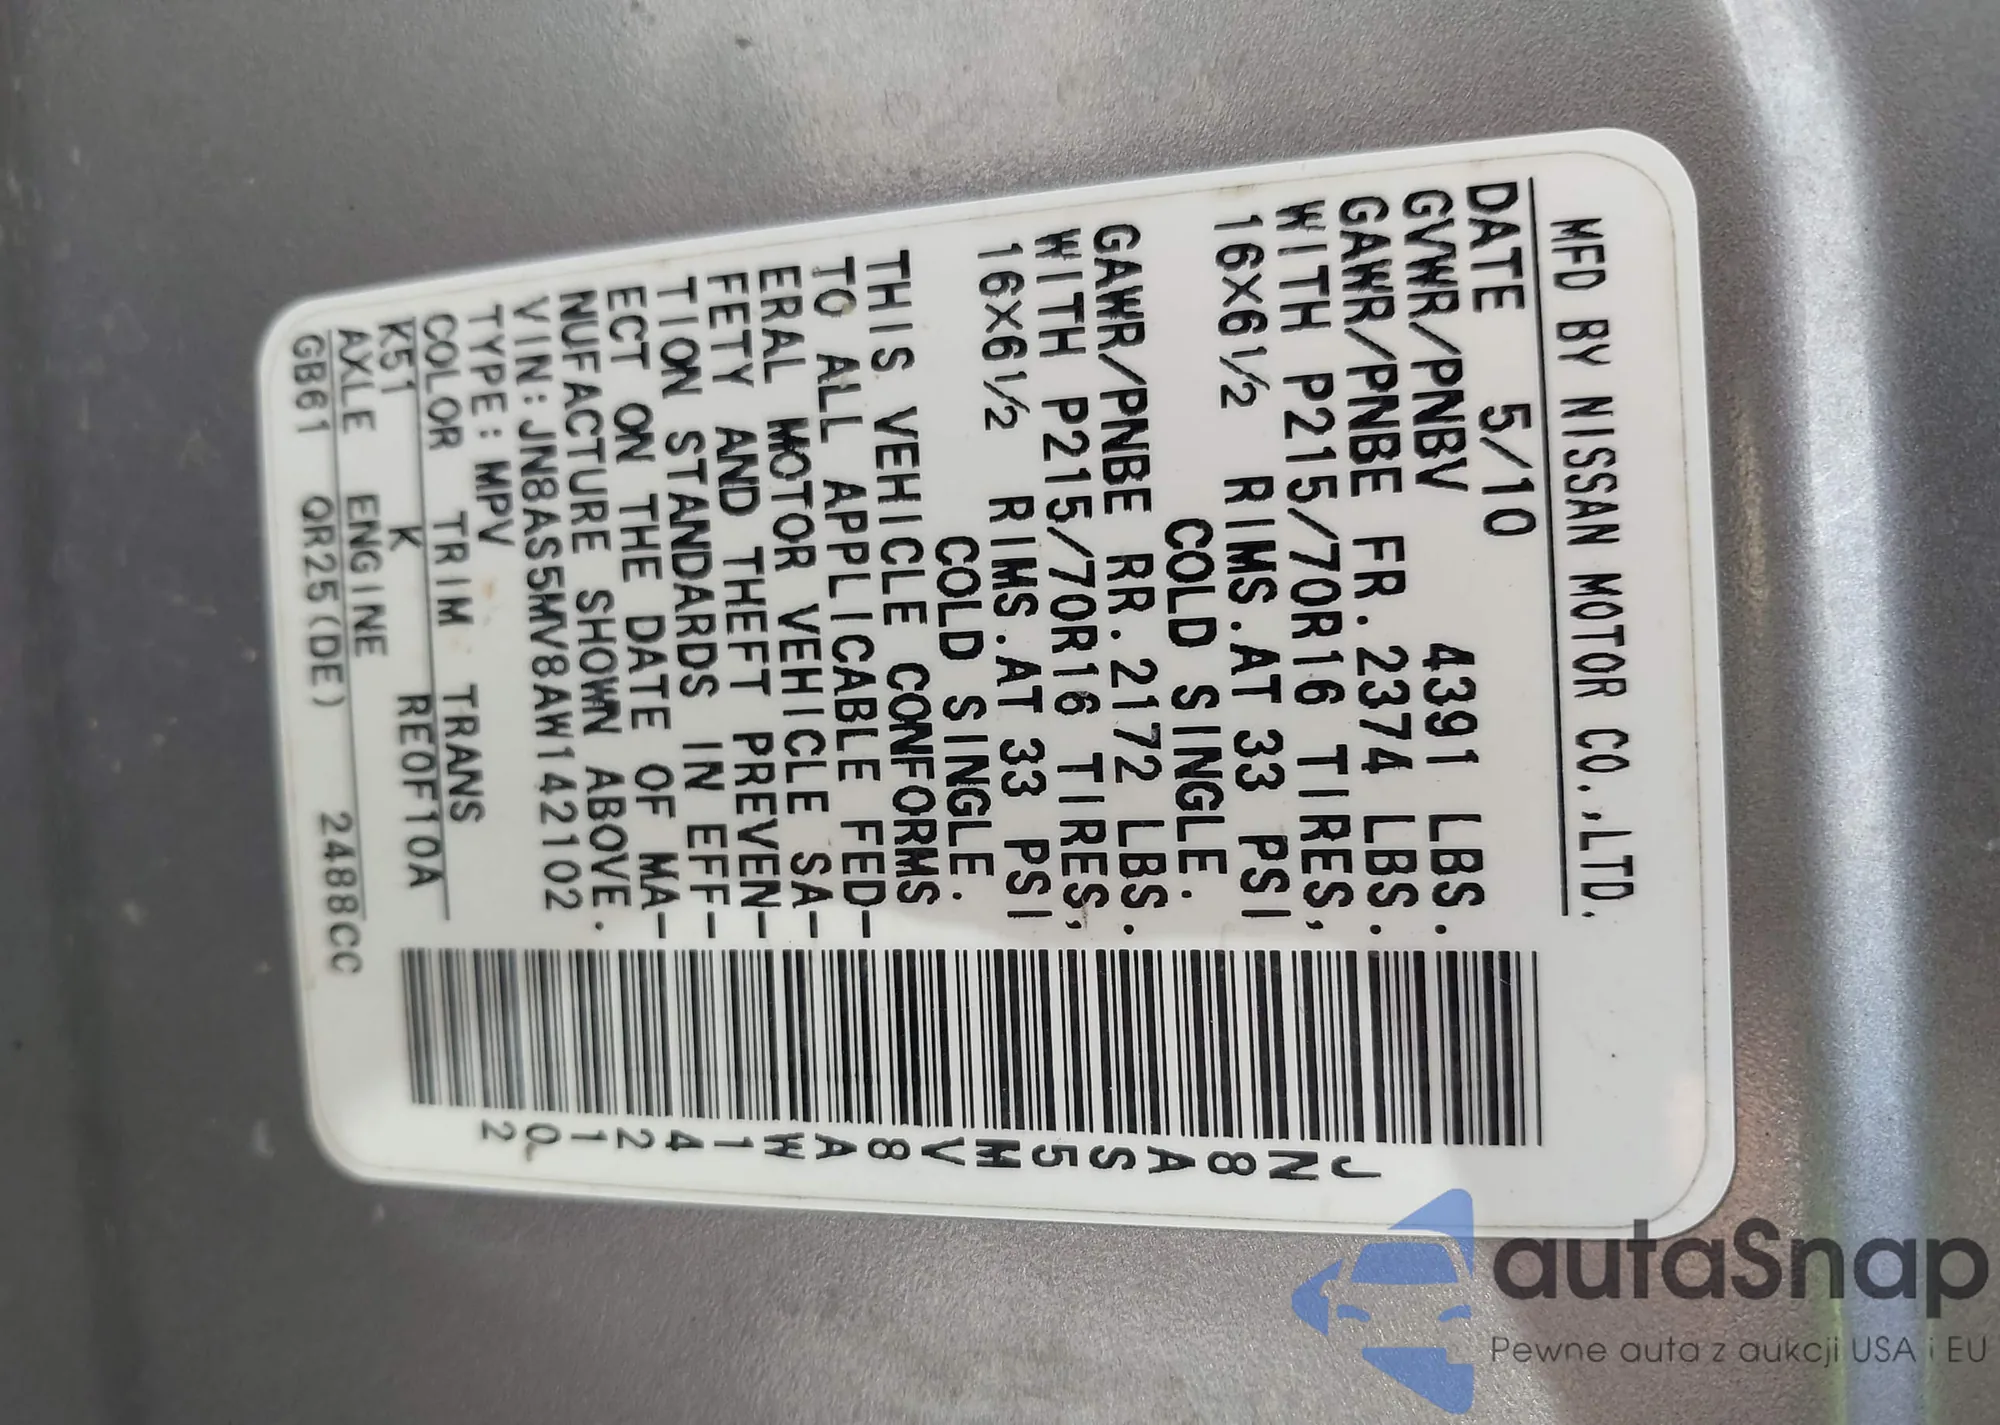 MFD BY NISSAN MOTOR CO.,LTD.
DATE 5/10
GVWR/PNBV 4391 LBS.
GAWR/PNBE FR. 2374 LBS.
WITH P215/70R16 TIRES,
16X6½ RIMS.AT 33 PSI
COLD SINGLE.
GAWR/PNBE RR. 2172 LBS.
WITH P215/70R16 TIRES,
16X6½ RIMS.AT 33 PSI
COLD SINGLE.
THIS VEHICLE CONFORMS
TO ALL APPLICABLE FED-
ERAL MOTOR VEHICLE SA-
FETY AND THEFT PREVEN-
TION STANDARDS IN EFF-
ECT ON THE DATE OF MA-
NUFACTURE SHOWN ABOVE.
VIN:JN8AS5MV8AW142102
TYPE:MPV
COLOR TRIM TRANS
K51 K RE0F10A
AXLE ENGINE
GB61 QR25(DE) 2488CC
JN8AS5MV8AW142102
autaSnap
Pewne auta z aukcji USA i EU